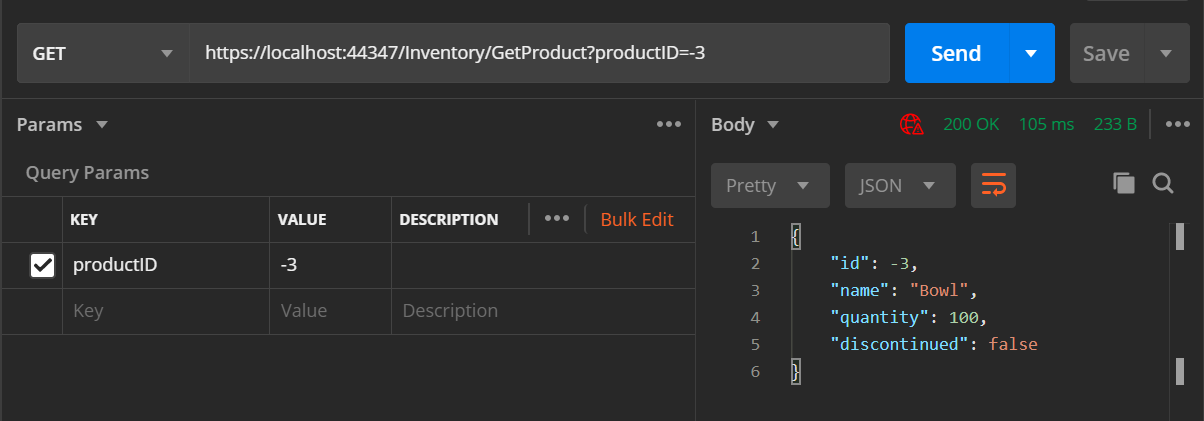 GET https://localhost:44347/Inventory/GetProduct?productID=-3 Send Save
Params ••• Body 200 OK 105 ms 233 B •••
Query Params
Pretty JSON
KEY VALUE DESCRIPTION ••• Bulk Edit
productID -3
Key Value Description
1 {
2 "id": -3,
3 "name": "Bowl",
4 "quantity": 100,
5 "discontinued": false
6 }